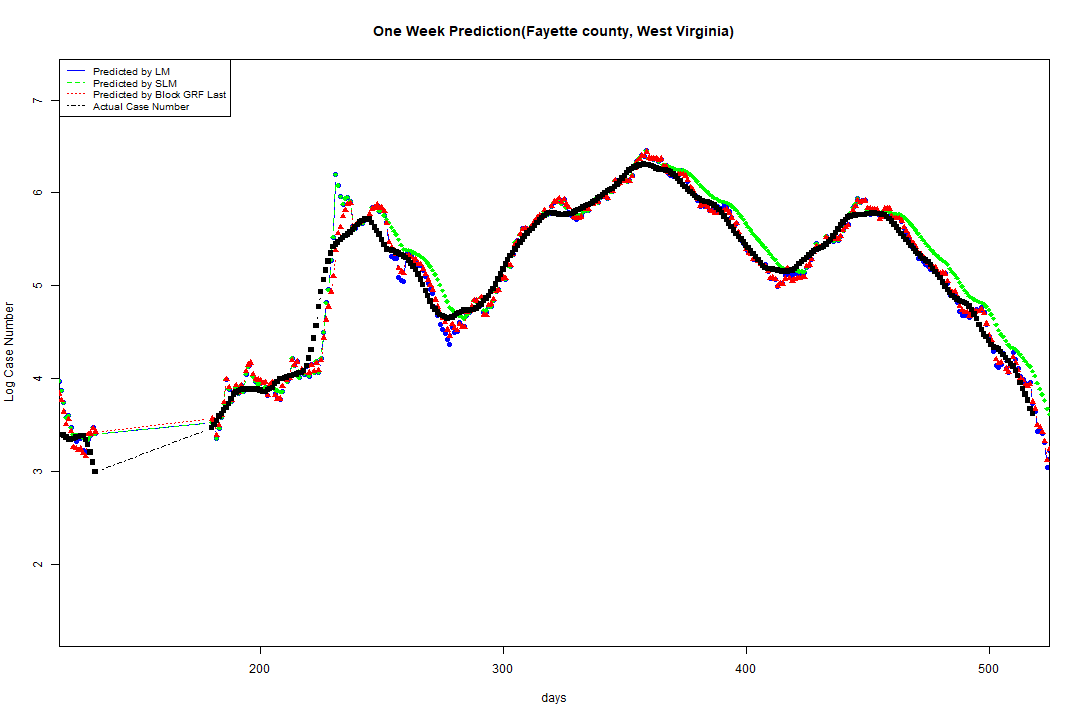 One Week Prediction(Fayette county, West Virginia)
Predicted by LM
Predicted by SLM
Predicted by Block GRF Last
Actual Case Number
7
6
5
4
3
2
Log Case Number
200 300 400 500
days